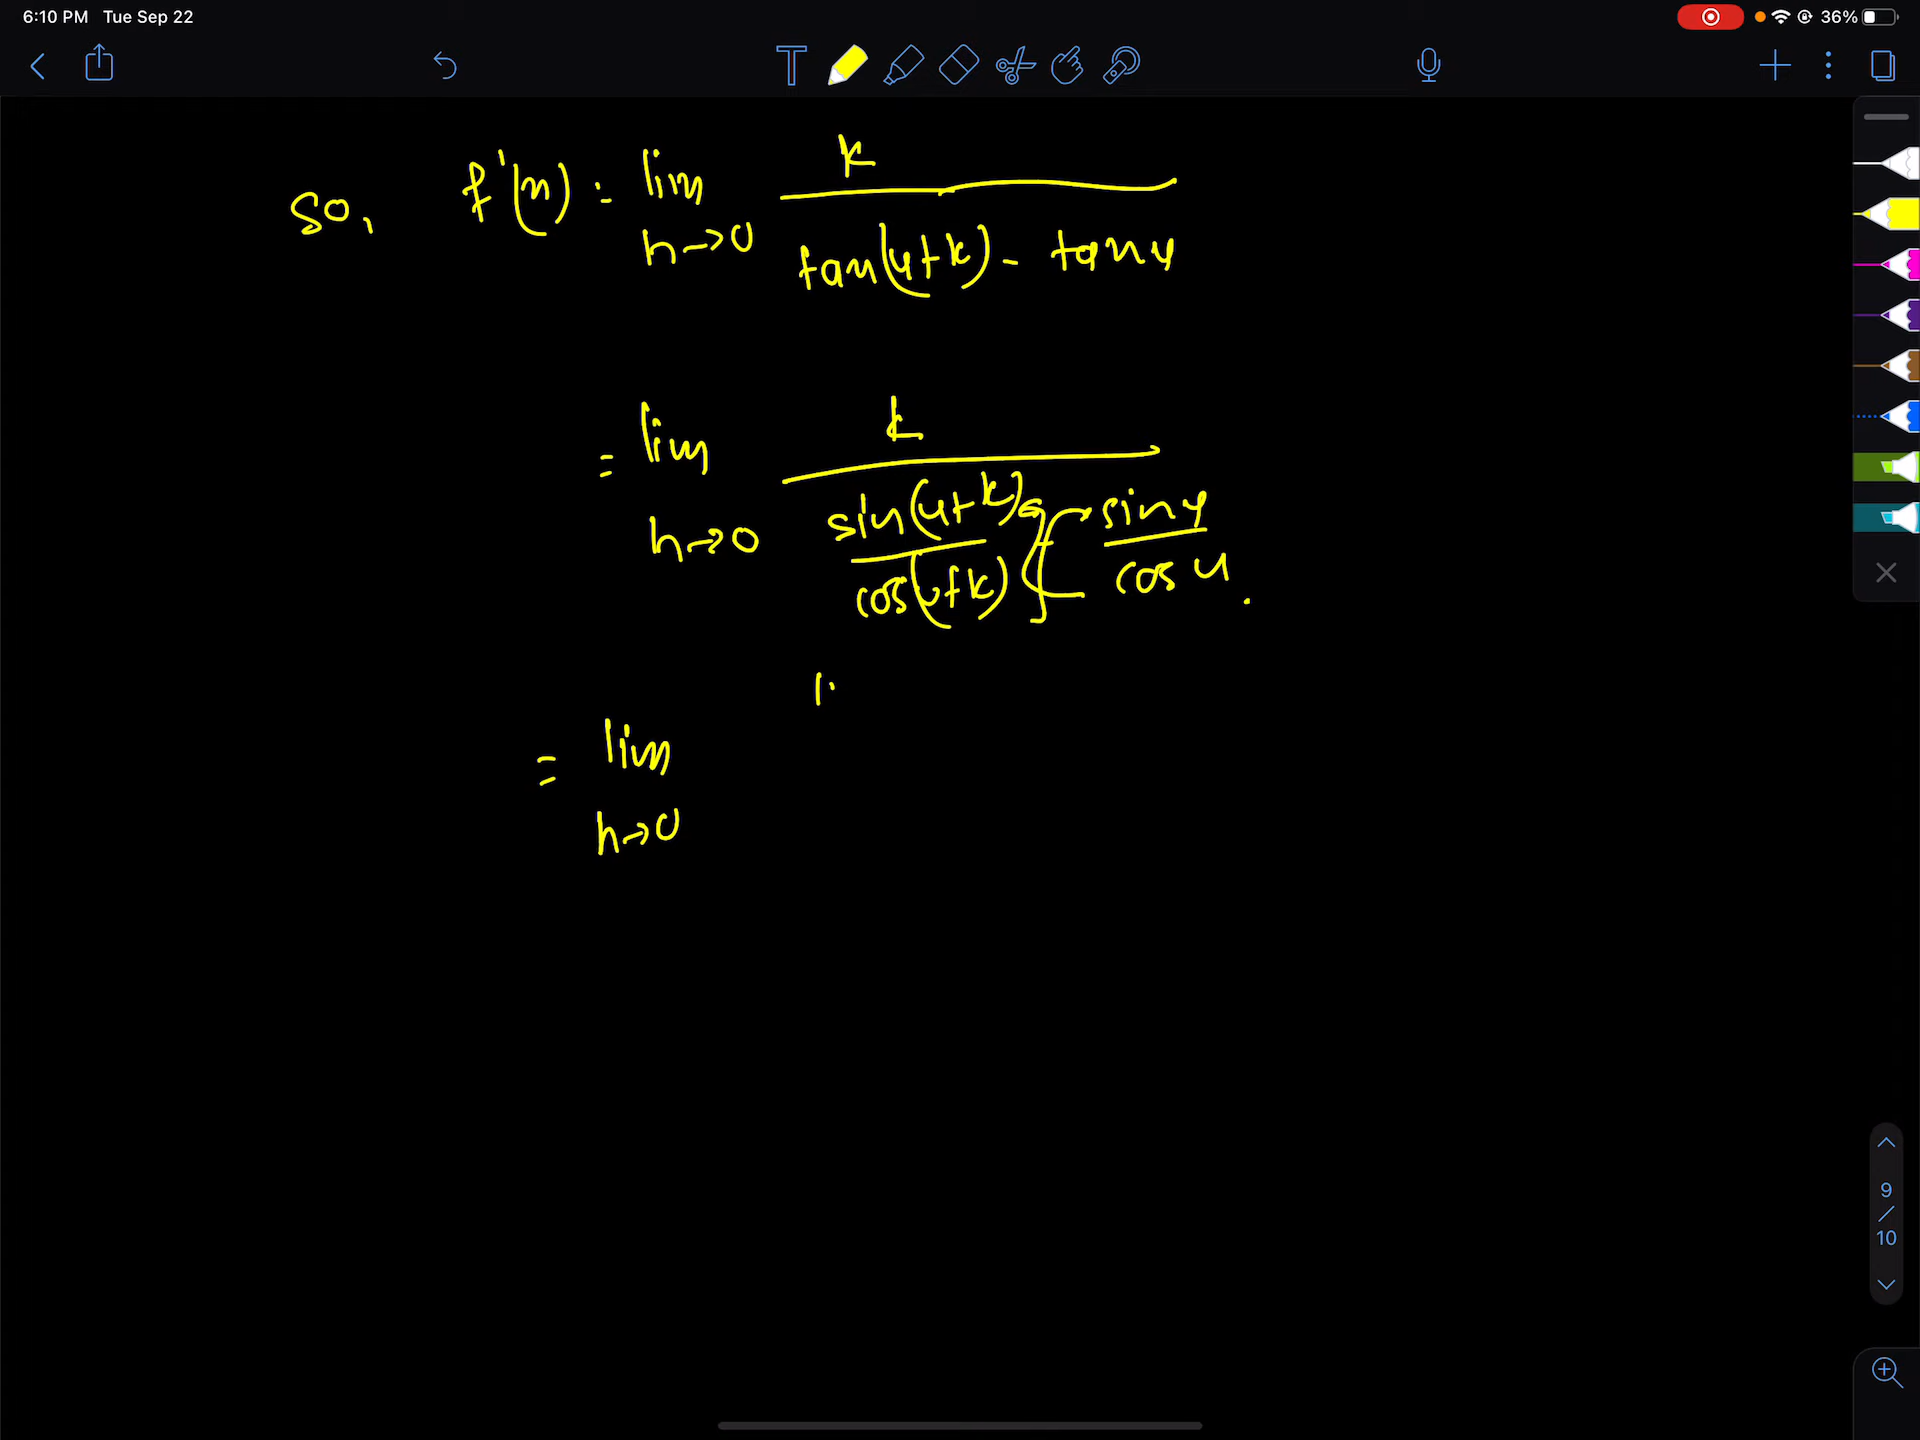 6:10 PM Tue Sep 22
36%
So, f'(x) = lim h→0 k / tan(y+k) - tan y
= lim h→0 k / sin(y+k)/cos(y+k) - sin y/cos y
= lim h→0
9
/
10